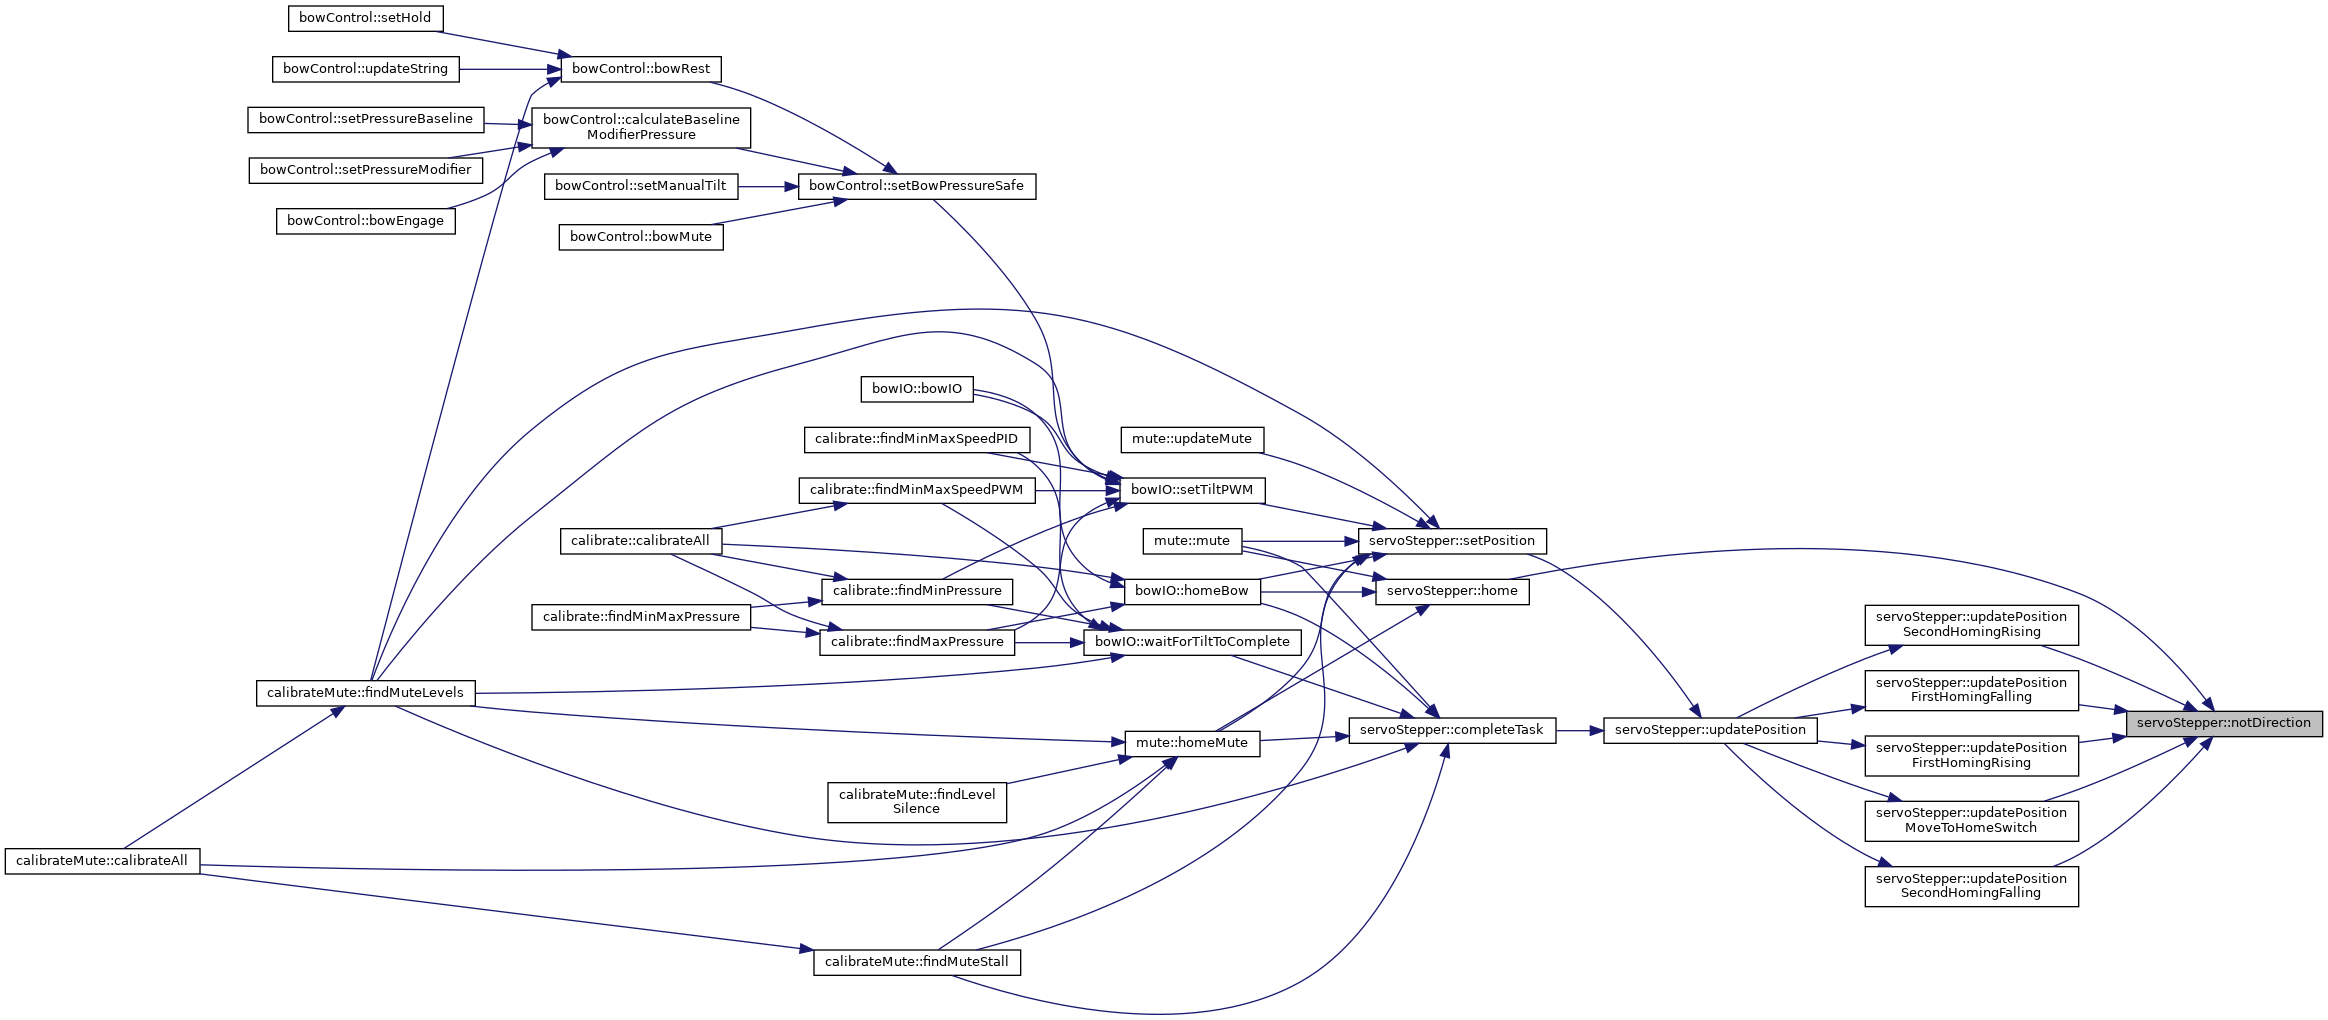 bowControl::setHold
bowControl::updateString
bowControl::bowRest
bowControl::setPressureBaseline
bowControl::calculateBaseline
ModifierPressure
bowControl::setPressureModifier
bowControl::setManualTilt
bowControl::setBowPressureSafe
bowControl::bowEngage
bowControl::bowMute
bowIO::bowIO
calibrate::findMinMaxSpeedPID
mute::updateMute
calibrate::findMinMaxSpeedPWM
bowIO::setTiltPWM
calibrate::calibrateAll
mute::mute
servoStepper::setPosition
calibrate::findMinPressure
bowIO::homeBow
servoStepper::home
calibrate::findMinMaxPressure
calibrate::findMaxPressure
bowIO::waitForTiltToComplete
servoStepper::updatePosition
SecondHomingRising
calibrateMute::findMuteLevels
servoStepper::updatePosition
FirstHomingFalling
servoStepper::notDirection
mute::homeMute
servoStepper::completeTask
servoStepper::updatePosition
servoStepper::updatePosition
FirstHomingRising
calibrateMute::findLevel
Silence
servoStepper::updatePosition
MoveToHomeSwitch
calibrateMute::calibrateAll
servoStepper::updatePosition
SecondHomingFalling
calibrateMute::findMuteStall